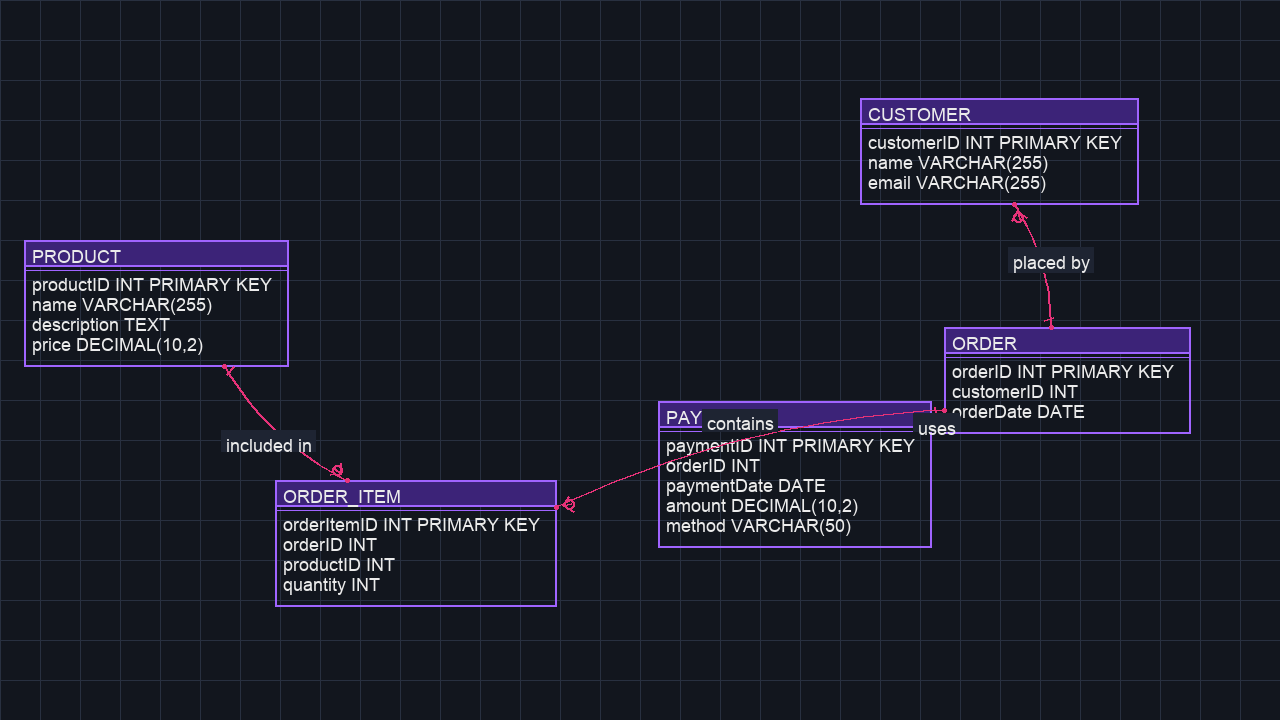 CUSTOMER
customerID INT PRIMARY KEY
name VARCHAR(255)
email VARCHAR(255)
placed by
PRODUCT
productID INT PRIMARY KEY
name VARCHAR(255)
description TEXT
price DECIMAL(10,2)
ORDER
orderID INT PRIMARY KEY
customerID INT
orderDate DATE
PAY
contains
uses
paymentID INT PRIMARY KEY
orderID INT
paymentDate DATE
amount DECIMAL(10,2)
method VARCHAR(50)
included in
ORDER_ITEM
orderItemID INT PRIMARY KEY
orderID INT
productID INT
quantity INT